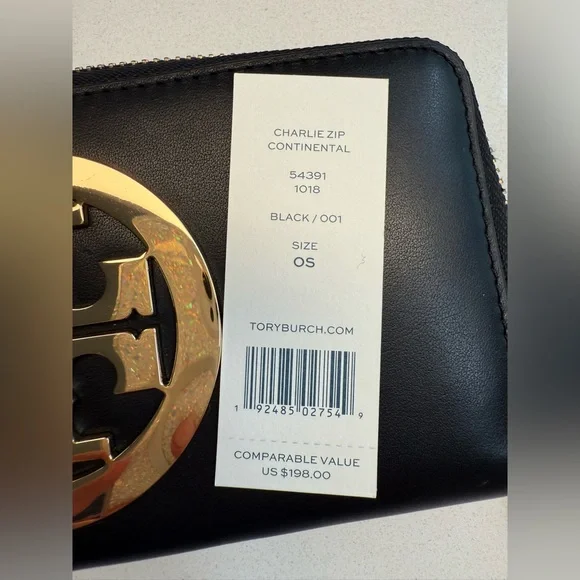 CHARLIE ZIP
CONTINENTAL
54391
1018
BLACK / 001
SIZE
OS
TORYBURCH.COM
1 92485 02754 9
COMPARABLE VALUE
US $198.00